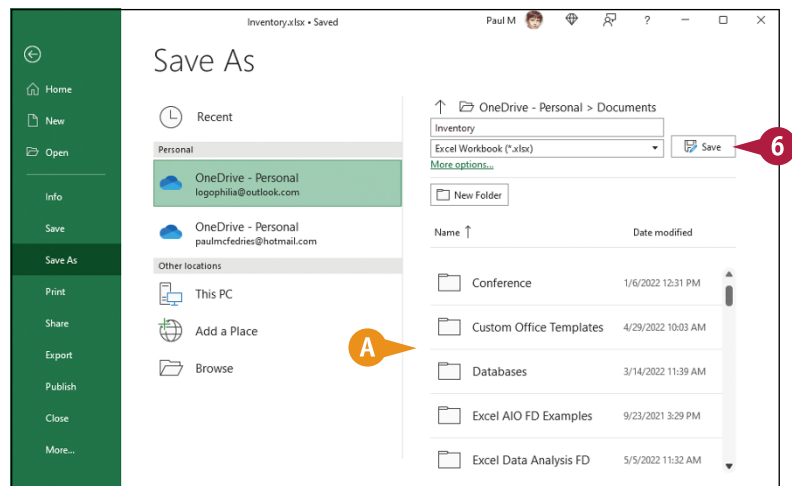 Inventory.xlsx • Saved
Paul M
?
Save As
Home
New
Open
Info
Save
Save As
Print
Share
Export
Publish
Close
More...
Recent
Personal
OneDrive - Personal
logophilia@outlook.com
OneDrive - Personal
paulmcfedries@hotmail.com
Other locations
This PC
Add a Place
Browse
↑ OneDrive - Personal > Documents
Inventory
Excel Workbook (*.xlsx)
Save
6
More options...
New Folder
Name ↑ Date modified
Conference 1/6/2022 12:31 PM
Custom Office Templates 4/29/2022 10:03 AM
A
Databases 3/14/2022 11:39 AM
Excel AIO FD Examples 9/23/2021 3:29 PM
Excel Data Analysis FD 5/5/2022 11:32 AM